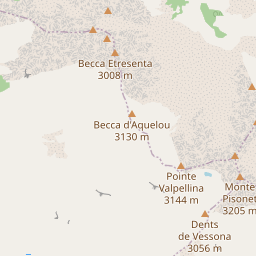 Becca Etresenta
3008 m
Becca d'Aquelou
3130 m
Pointe
Valpellina
3144 m
Monte
Pisonet
3205 m
Dents
de Vessona
3056 m